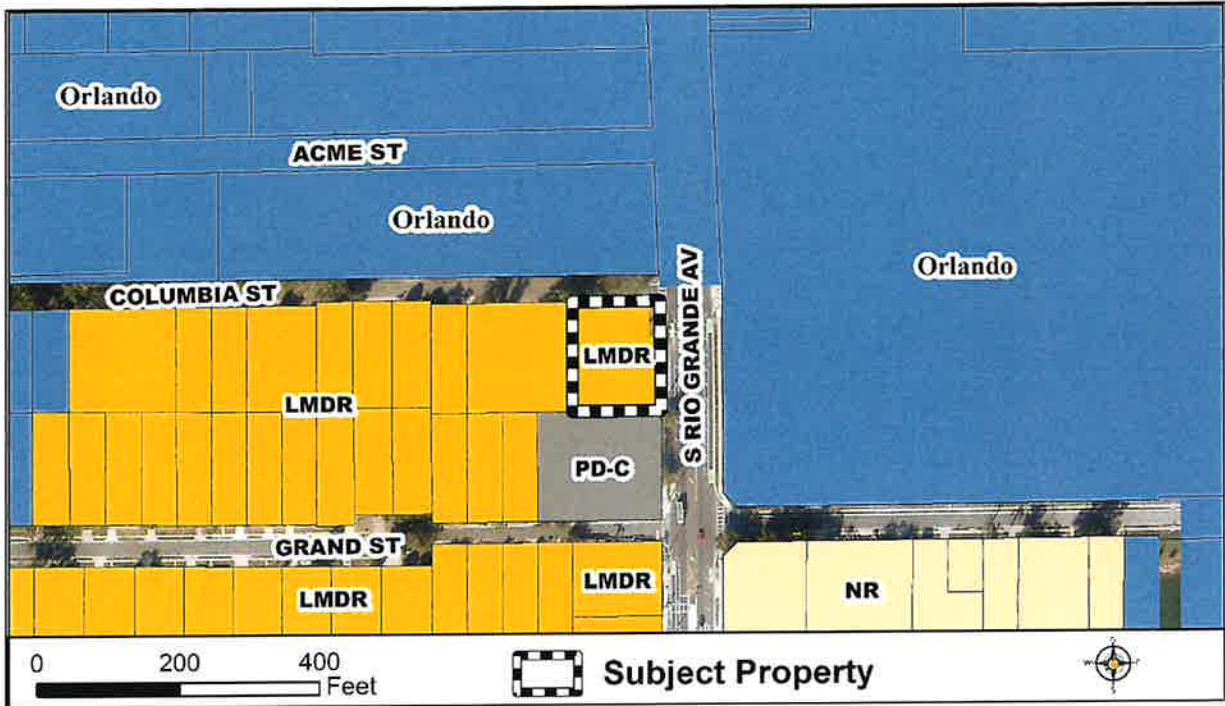 Orlando
ACME ST
Orlando
Orlando
COLUMBIA ST
S RIO GRANDE AV
LMDR
LMDR
PD-C
GRAND ST
LMDR
LMDR
NR
0 200 400
Feet
Subject Property